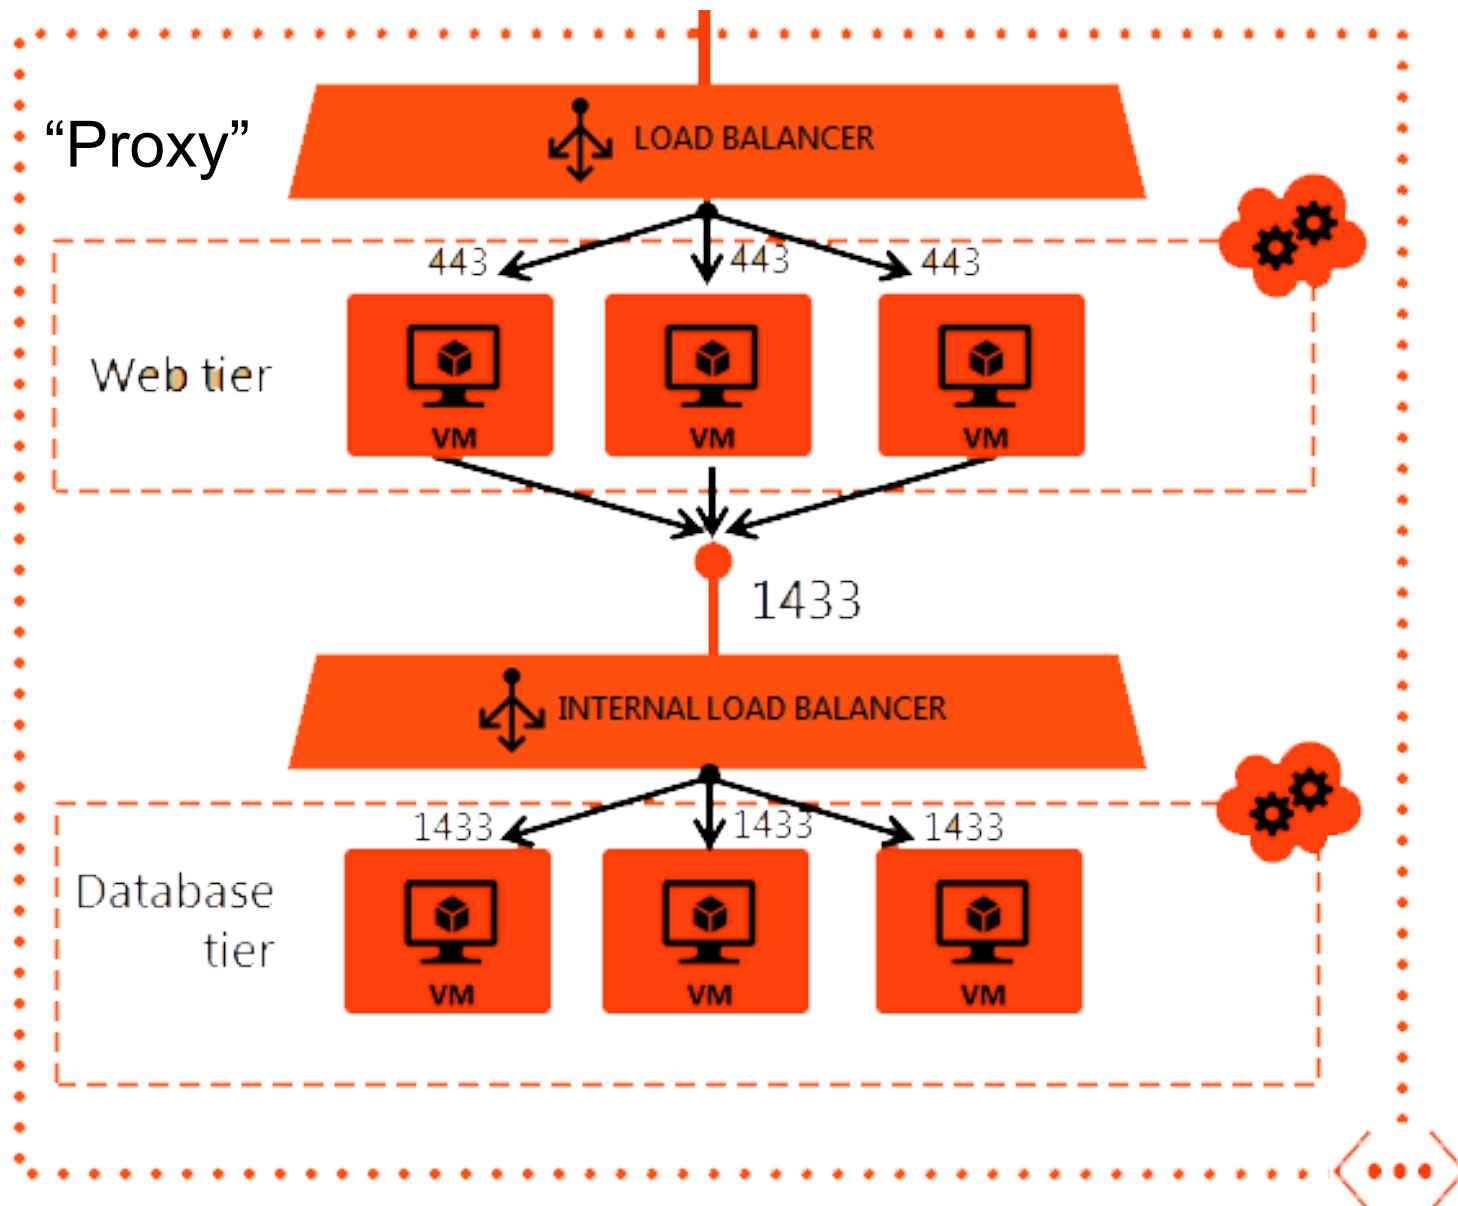 “Proxy”
LOAD BALANCER
443
443
443
Web tier
VM
VM
VM
1433
INTERNAL LOAD BALANCER
1433
1433
1433
Database
tier
VM
VM
VM